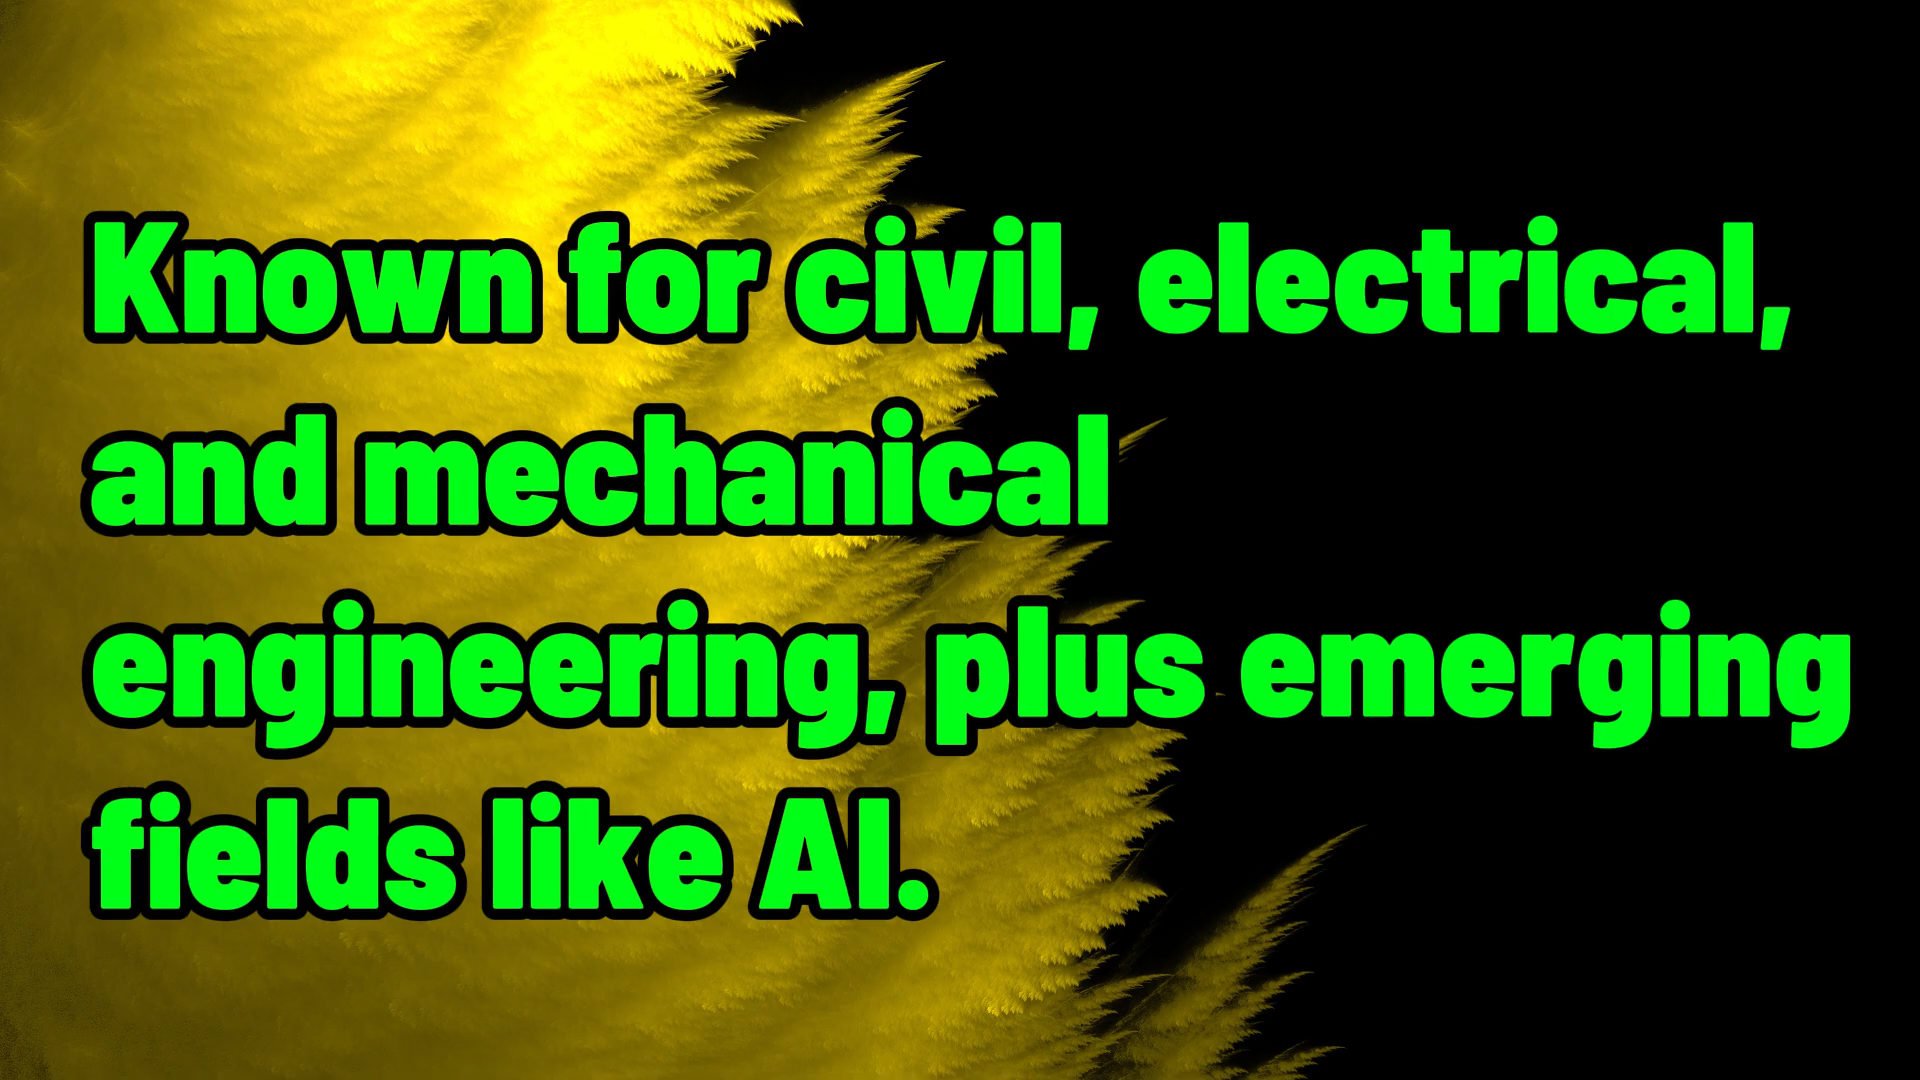 Known for civil, electrical,
and mechanical
engineering, plus emerging
fields like AI.